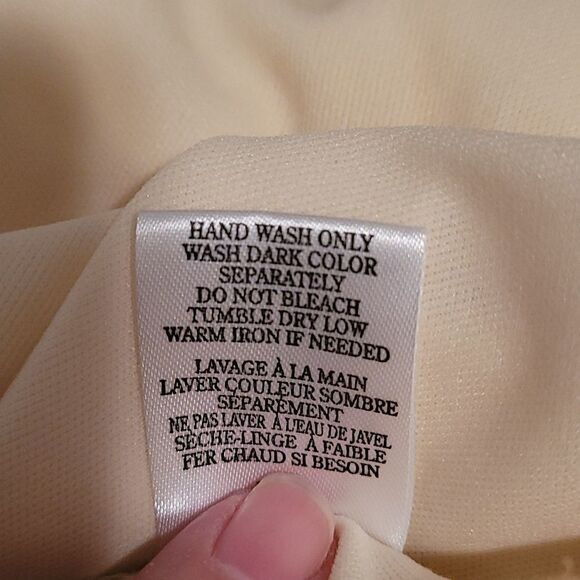 HAND WASH ONLY
WASH DARK COLOR
SEPARATELY
DO NOT BLEACH
TUMBLE DRY LOW
WARM IRON IF NEEDED
LAVAGE À LA MAIN
LAVER COULEUR SOMBRE
SÉPARÉMENT
NE PAS LAVER À L'EAU DE JAVEL
SÈCHE-LINGE À FAIBLE
FER CHAUD SI BESOIN